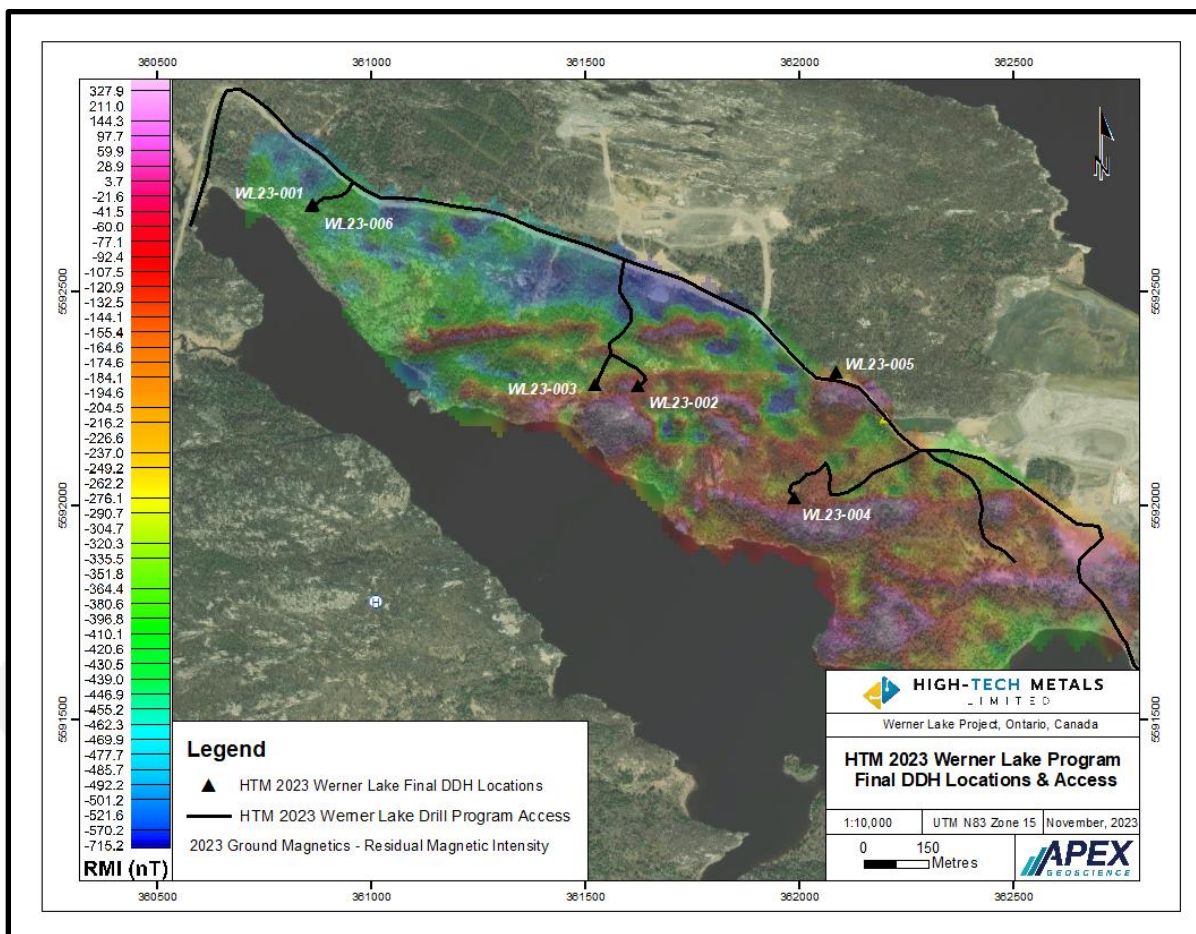 360500 361000 361500 362000 362500
327.9
211.0
144.3
97.7
59.9
28.9
3.7
-21.6
-41.5
-60.0
-77.1
-92.4
-107.5
-120.9
-132.5
-144.1
-155.4
-164.6
-174.6
-184.1
-194.6
-204.5
-216.6
-226.6
-237.0
-249.2
-262.2
-276.1
-290.7
-304.7
-320.3
-335.5
-351.8
-364.4
-380.6
-396.8
-410.1
-420.6
-430.5
-439.0
-446.9
-455.2
-462.3
-469.9
-477.7
-485.7
-492.2
-501.2
-521.6
-570.2
-715.2
RMI (nT)
5592500
5592000
5591500
N
WL23-001
WL23-006
WL23-005
WL23-003
WL23-002
WL23-004
H
5592500
5592000
5591500
Legend
HTM 2023 Werner Lake Final DDH Locations
HTM 2023 Werner Lake Drill Program Access
2023 Ground Magnetics - Residual Magnetic Intensity
HIGH-TECH METALS
LIMITED
Werner Lake Project, Ontario, Canada
HTM 2023 Werner Lake Program
Final DDH Locations & Access
1:10,000 UTM N83 Zone 15 November, 2023
0 150
Metres
APEX
GEOSCIENCE
360500 361000 361500 362000 362500